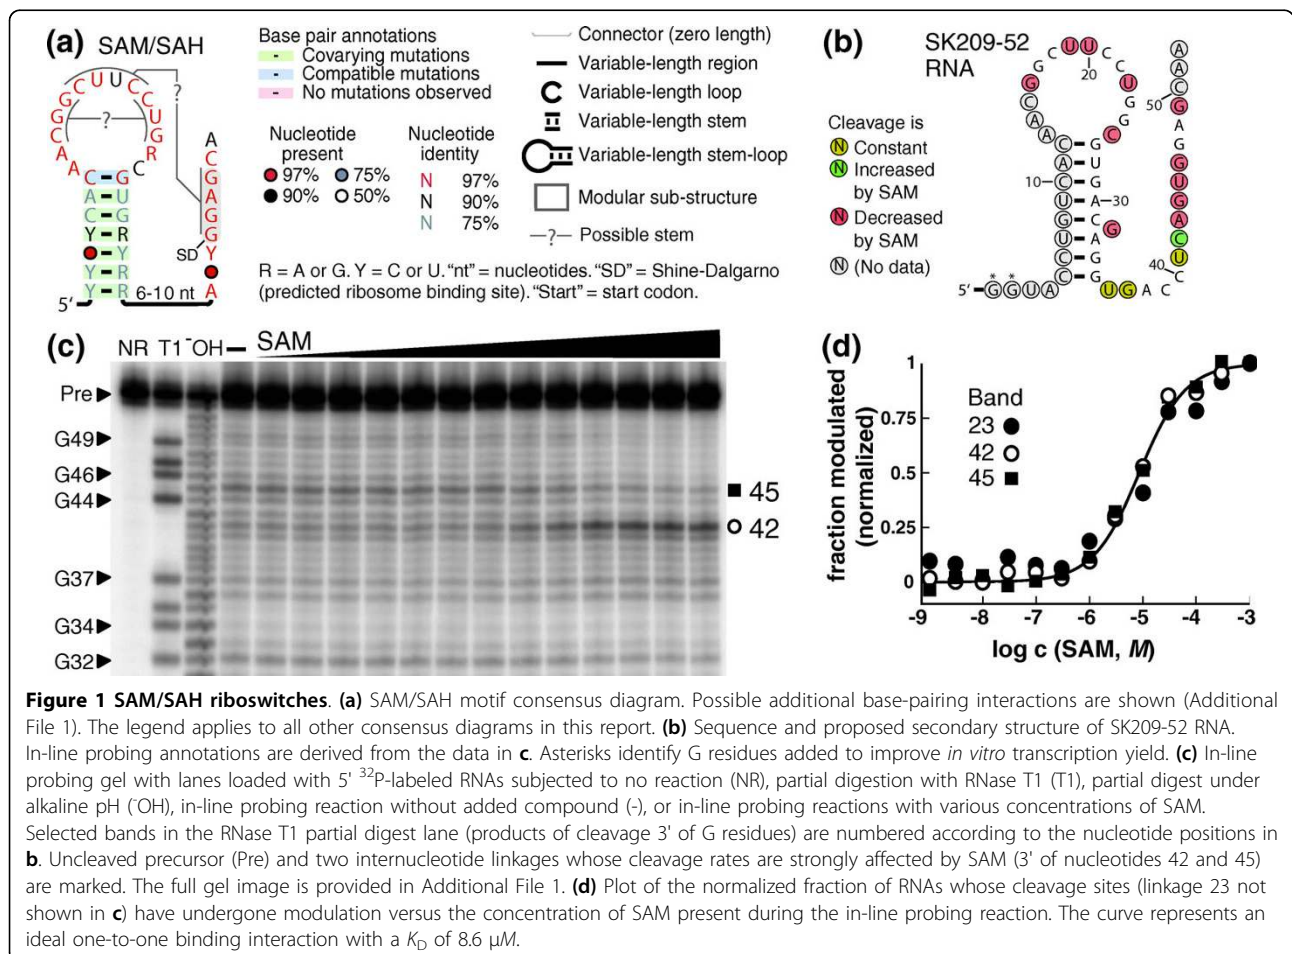 (a) SAM/SAH
Base pair annotations
- Covarying mutations
- Compatible mutations
- No mutations observed
Nucleotide present
97% 75%
90% 50%
Nucleotide identity
N 97%
N 90%
N 75%
Connector (zero length)
Variable-length region
Variable-length loop
Variable-length stem
Variable-length stem-loop
Modular sub-structure
—?— Possible stem
R = A or G. Y = C or U. “nt” = nucleotides. “SD” = Shine-Dalgarno
(predicted ribosome binding site). “Start” = start codon.
5' 6-10 nt
SD
(b) SK209-52
RNA
Cleavage is
N Constant
N Increased
by SAM
N Decreased
by SAM
N (No data)
10
20
30
40
50
5'
(c) NR T1 ⁻OH — SAM
Pre
G49
G46
G44
G37
G34
G32
45
42
(d)
fraction modulated
(normalized)
1
0.75
0.5
0.25
0
Band
23
42
45
-9 -8 -7 -6 -5 -4 -3
log c (SAM, M)
Figure 1 SAM/SAH riboswitches. (a) SAM/SAH motif consensus diagram. Possible additional base-pairing interactions are shown (Additional
File 1). The legend applies to all other consensus diagrams in this report. (b) Sequence and proposed secondary structure of SK209-52 RNA.
In-line probing annotations are derived from the data in c. Asterisks identify G residues added to improve in vitro transcription yield. (c) In-line
probing gel with lanes loaded with 5' ³²P-labeled RNAs subjected to no reaction (NR), partial digestion with RNase T1 (T1), partial digest under
alkaline pH (⁻OH), in-line probing reaction without added compound (-), or in-line probing reactions with various concentrations of SAM.
Selected bands in the RNase T1 partial digest lane (products of cleavage 3' of G residues) are numbered according to the nucleotide positions in
b. Uncleaved precursor (Pre) and two internucleotide linkages whose cleavage rates are strongly affected by SAM (3' of nucleotides 42 and 45)
are marked. The full gel image is provided in Additional File 1. (d) Plot of the normalized fraction of RNAs whose cleavage sites (linkage 23 not
shown in c) have undergone modulation versus the concentration of SAM present during the in-line probing reaction. The curve represents an
ideal one-to-one binding interaction with a K_D of 8.6 μM.